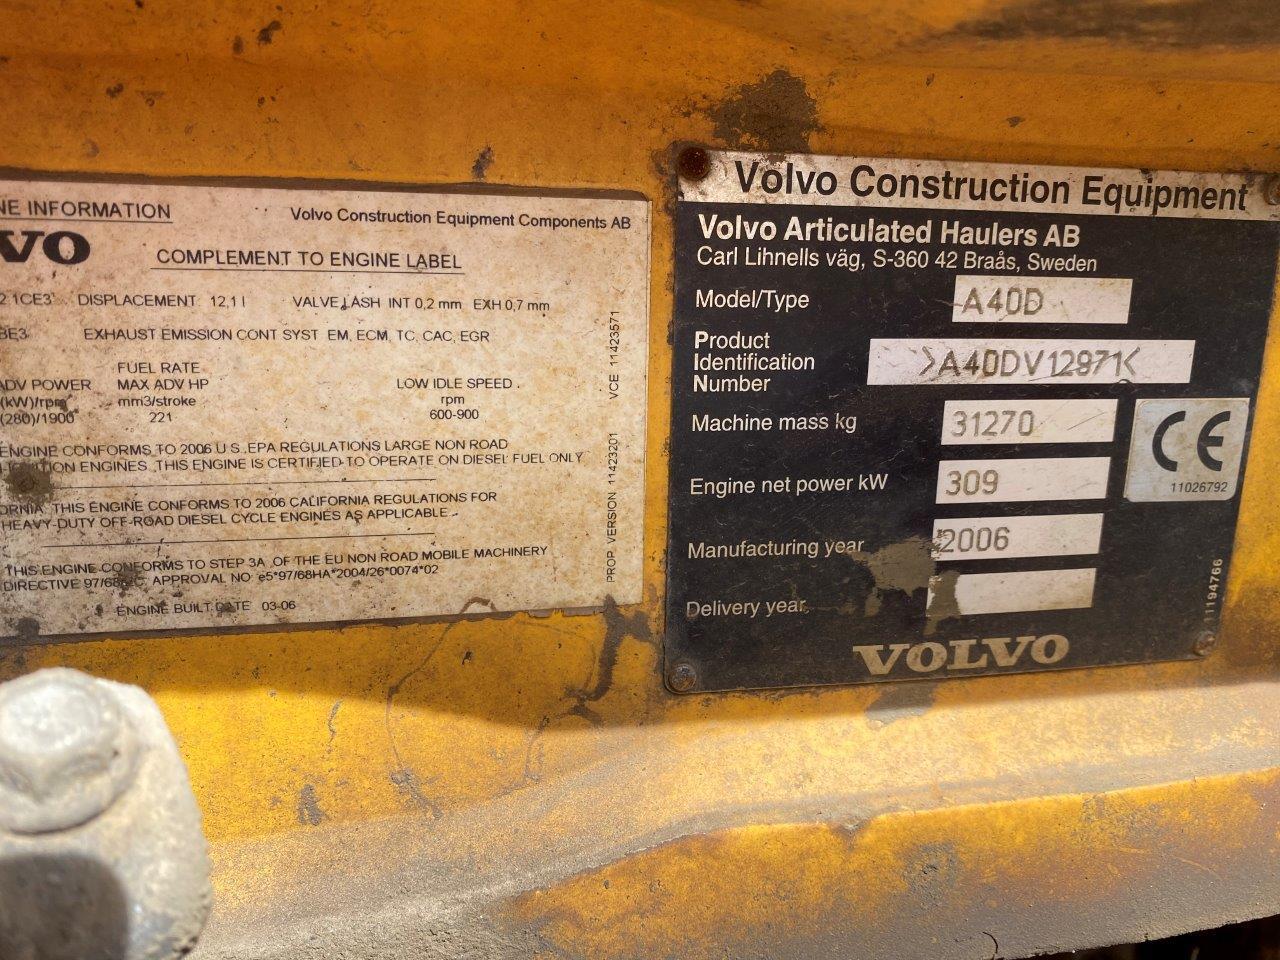 NE INFORMATION
Volvo Construction Equipment Components AB
VO
COMPLEMENT TO ENGINE LABEL
2.1CE3 DISPLACEMENT 12,1 l VALVE LASH INT 0,2 mm EXH 0,7 mm
BE3 EXHAUST EMISSION CONT SYST EM, ECM, TC, CAC, EGR
FUEL RATE
ADV POWER MAX ADV HP LOW IDLE SPEED
(kW)/rpm mm3/stroke rpm
(280)/1900 221 600-900
ENGINE CONFORMS TO 2006 U.S. EPA REGULATIONS LARGE NON ROAD
ENGINES. THIS ENGINE IS CERTIFIED TO OPERATE ON DIESEL FUEL ONLY
ORNIA. THIS ENGINE CONFORMS TO 2006 CALIFORNIA REGULATIONS FOR
HEAVY-DUTY OFF-ROAD DIESEL CYCLE ENGINES AS APPLICABLE.
THIS ENGINE CONFORMS TO STEP 3A OF THE EU NON ROAD MOBILE MACHINERY
DIRECTIVE APPROVAL NO e5*97/68HA*2004/26*0074*02
ENGINE BUILT DATE 03-06
PROP VERSION 11423201 VCE 11423571
Volvo Construction Equipment
Volvo Articulated Haulers AB
Carl Lihnells väg, S-360 42 Braås, Sweden
Model/Type A40D
Product
Identification >A40DV12871<
Number
Machine mass kg 31270
CE
11026792
Engine net power kW 309
Manufacturing year 2006
Delivery year
11194766
VOLVO